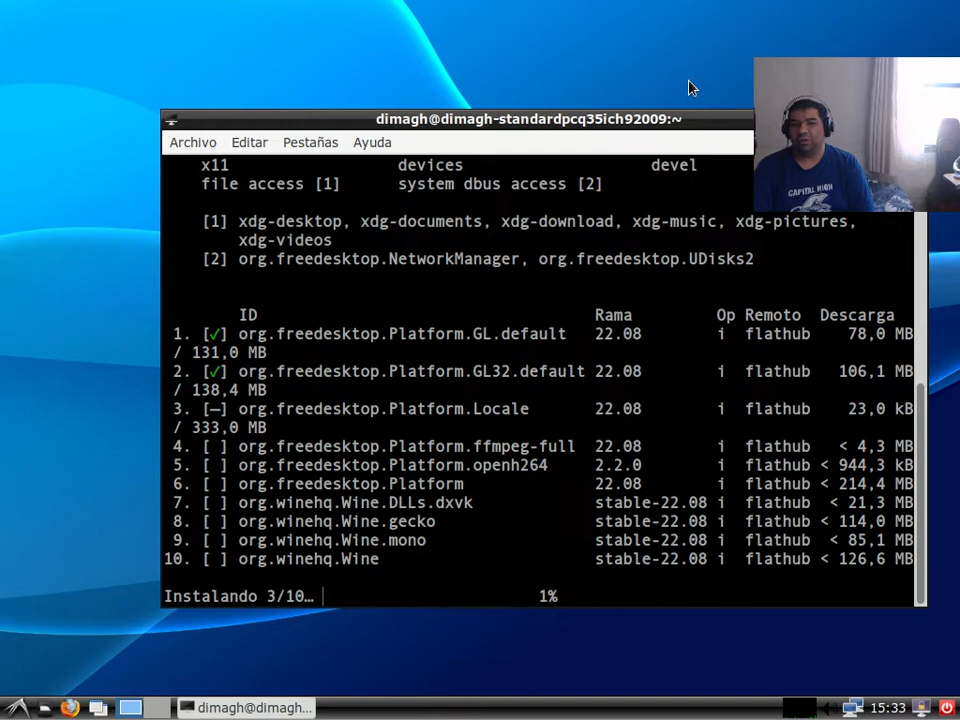 dimagh@dimagh-standardpcq35ich92009:~
Archivo Editar Pestañas Ayuda
x11 devices devel
file access [1] system dbus access [2]
[1] xdg-desktop, xdg-documents, xdg-download, xdg-music, xdg-pictures,
xdg-videos
[2] org.freedesktop.NetworkManager, org.freedesktop.UDisks2
ID Rama Op Remoto Descarga
1. [✓] org.freedesktop.Platform.GL.default 22.08 i flathub 78,0 MB
/ 131,0 MB
2. [✓] org.freedesktop.Platform.GL32.default 22.08 i flathub 106,1 MB
/ 138,4 MB
3. [—] org.freedesktop.Platform.Locale 22.08 i flathub 23,0 kB
/ 333,0 MB
4. [ ] org.freedesktop.Platform.ffmpeg-full 22.08 i flathub < 4,3 MB
5. [ ] org.freedesktop.Platform.openh264 2.2.0 i flathub < 944,3 kB
6. [ ] org.freedesktop.Platform 22.08 i flathub < 214,4 MB
7. [ ] org.winehq.Wine.DLLs.dxvk stable-22.08 i flathub < 21,3 MB
8. [ ] org.winehq.Wine.gecko stable-22.08 i flathub < 114,0 MB
9. [ ] org.winehq.Wine.mono stable-22.08 i flathub < 85,1 MB
10. [ ] org.winehq.Wine stable-22.08 i flathub < 126,6 MB
Instalando 3/10… 1%
CAPITAL HIGH
dimagh@dimagh...
15:33